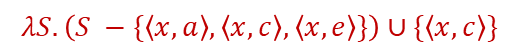 λS. (S − {⟨x, a⟩, ⟨x, c⟩, ⟨x, e⟩}) ∪ {⟨x, c⟩}